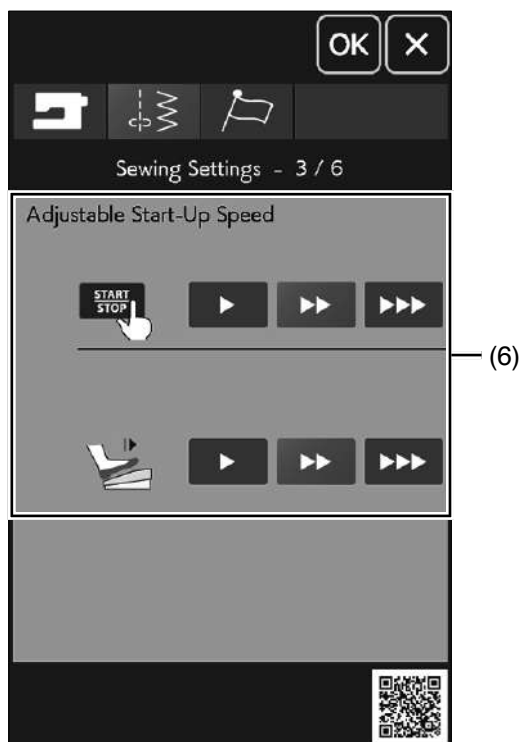 OK
Sewing Settings - 3 / 6
Adjustable Start-Up Speed
START
STOP
(6)